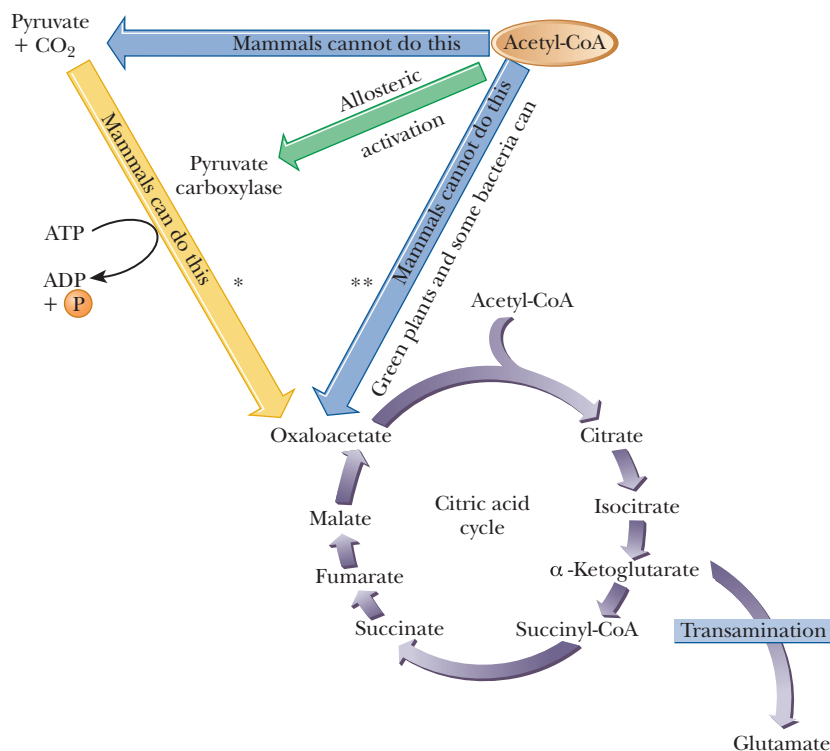 Pyruvate
+ CO₂
Mammals cannot do this
Acetyl-CoA
Allosteric
activation
Pyruvate
carboxylase
Mammals can do this
Mammals cannot do this
Green plants and some bacteria can
ATP
ADP
+ P
*
**
Acetyl-CoA
Oxaloacetate
Citrate
Citric acid
cycle
Malate
Isocitrate
Fumarate
α-Ketoglutarate
Succinate
Succinyl-CoA
Transamination
Glutamate